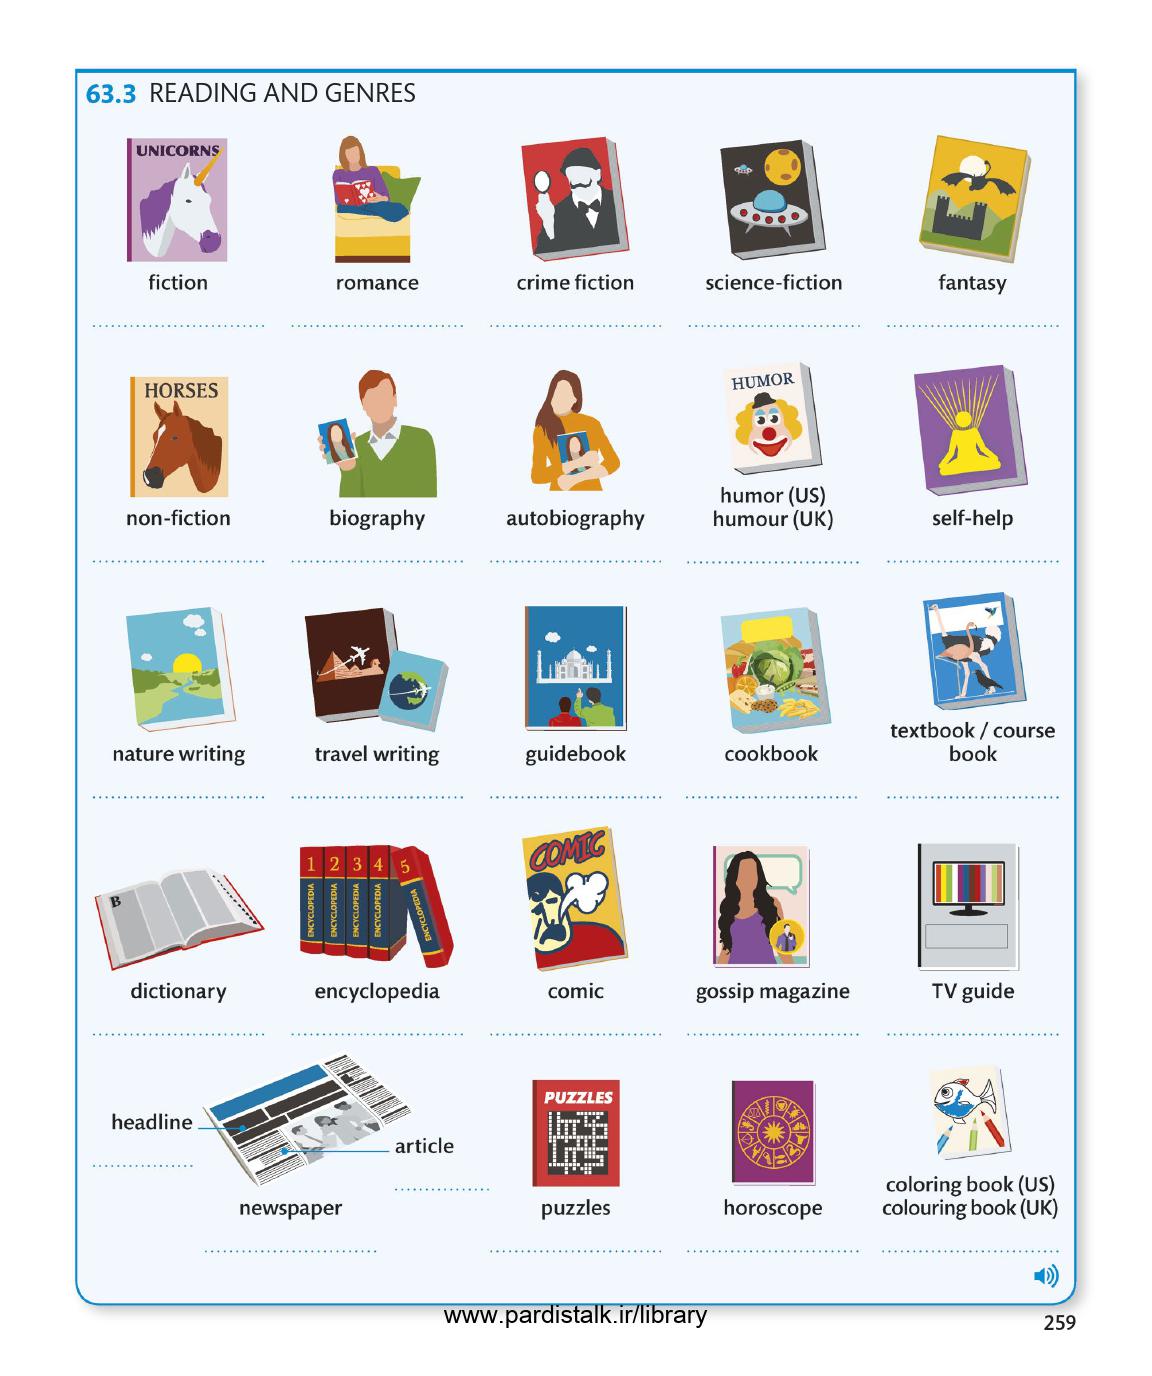 63.3 READING AND GENRES
UNICORNS
fiction
romance
crime fiction
science-fiction
fantasy
HORSES
non-fiction
biography
autobiography
HUMOR
humor (US)
humour (UK)
self-help
nature writing
travel writing
guidebook
cookbook
textbook / course
book
B
dictionary
1 2 3 4 5
ENCYCLOPEDIA
ENCYCLOPEDIA
ENCYCLOPEDIA
ENCYCLOPEDIA
ENCYCLOPEDIA
encyclopedia
COMIC
comic
gossip magazine
TV guide
headline
article
newspaper
PUZZLES
puzzles
horoscope
coloring book (US)
colouring book (UK)
www.pardistalk.ir/library
259